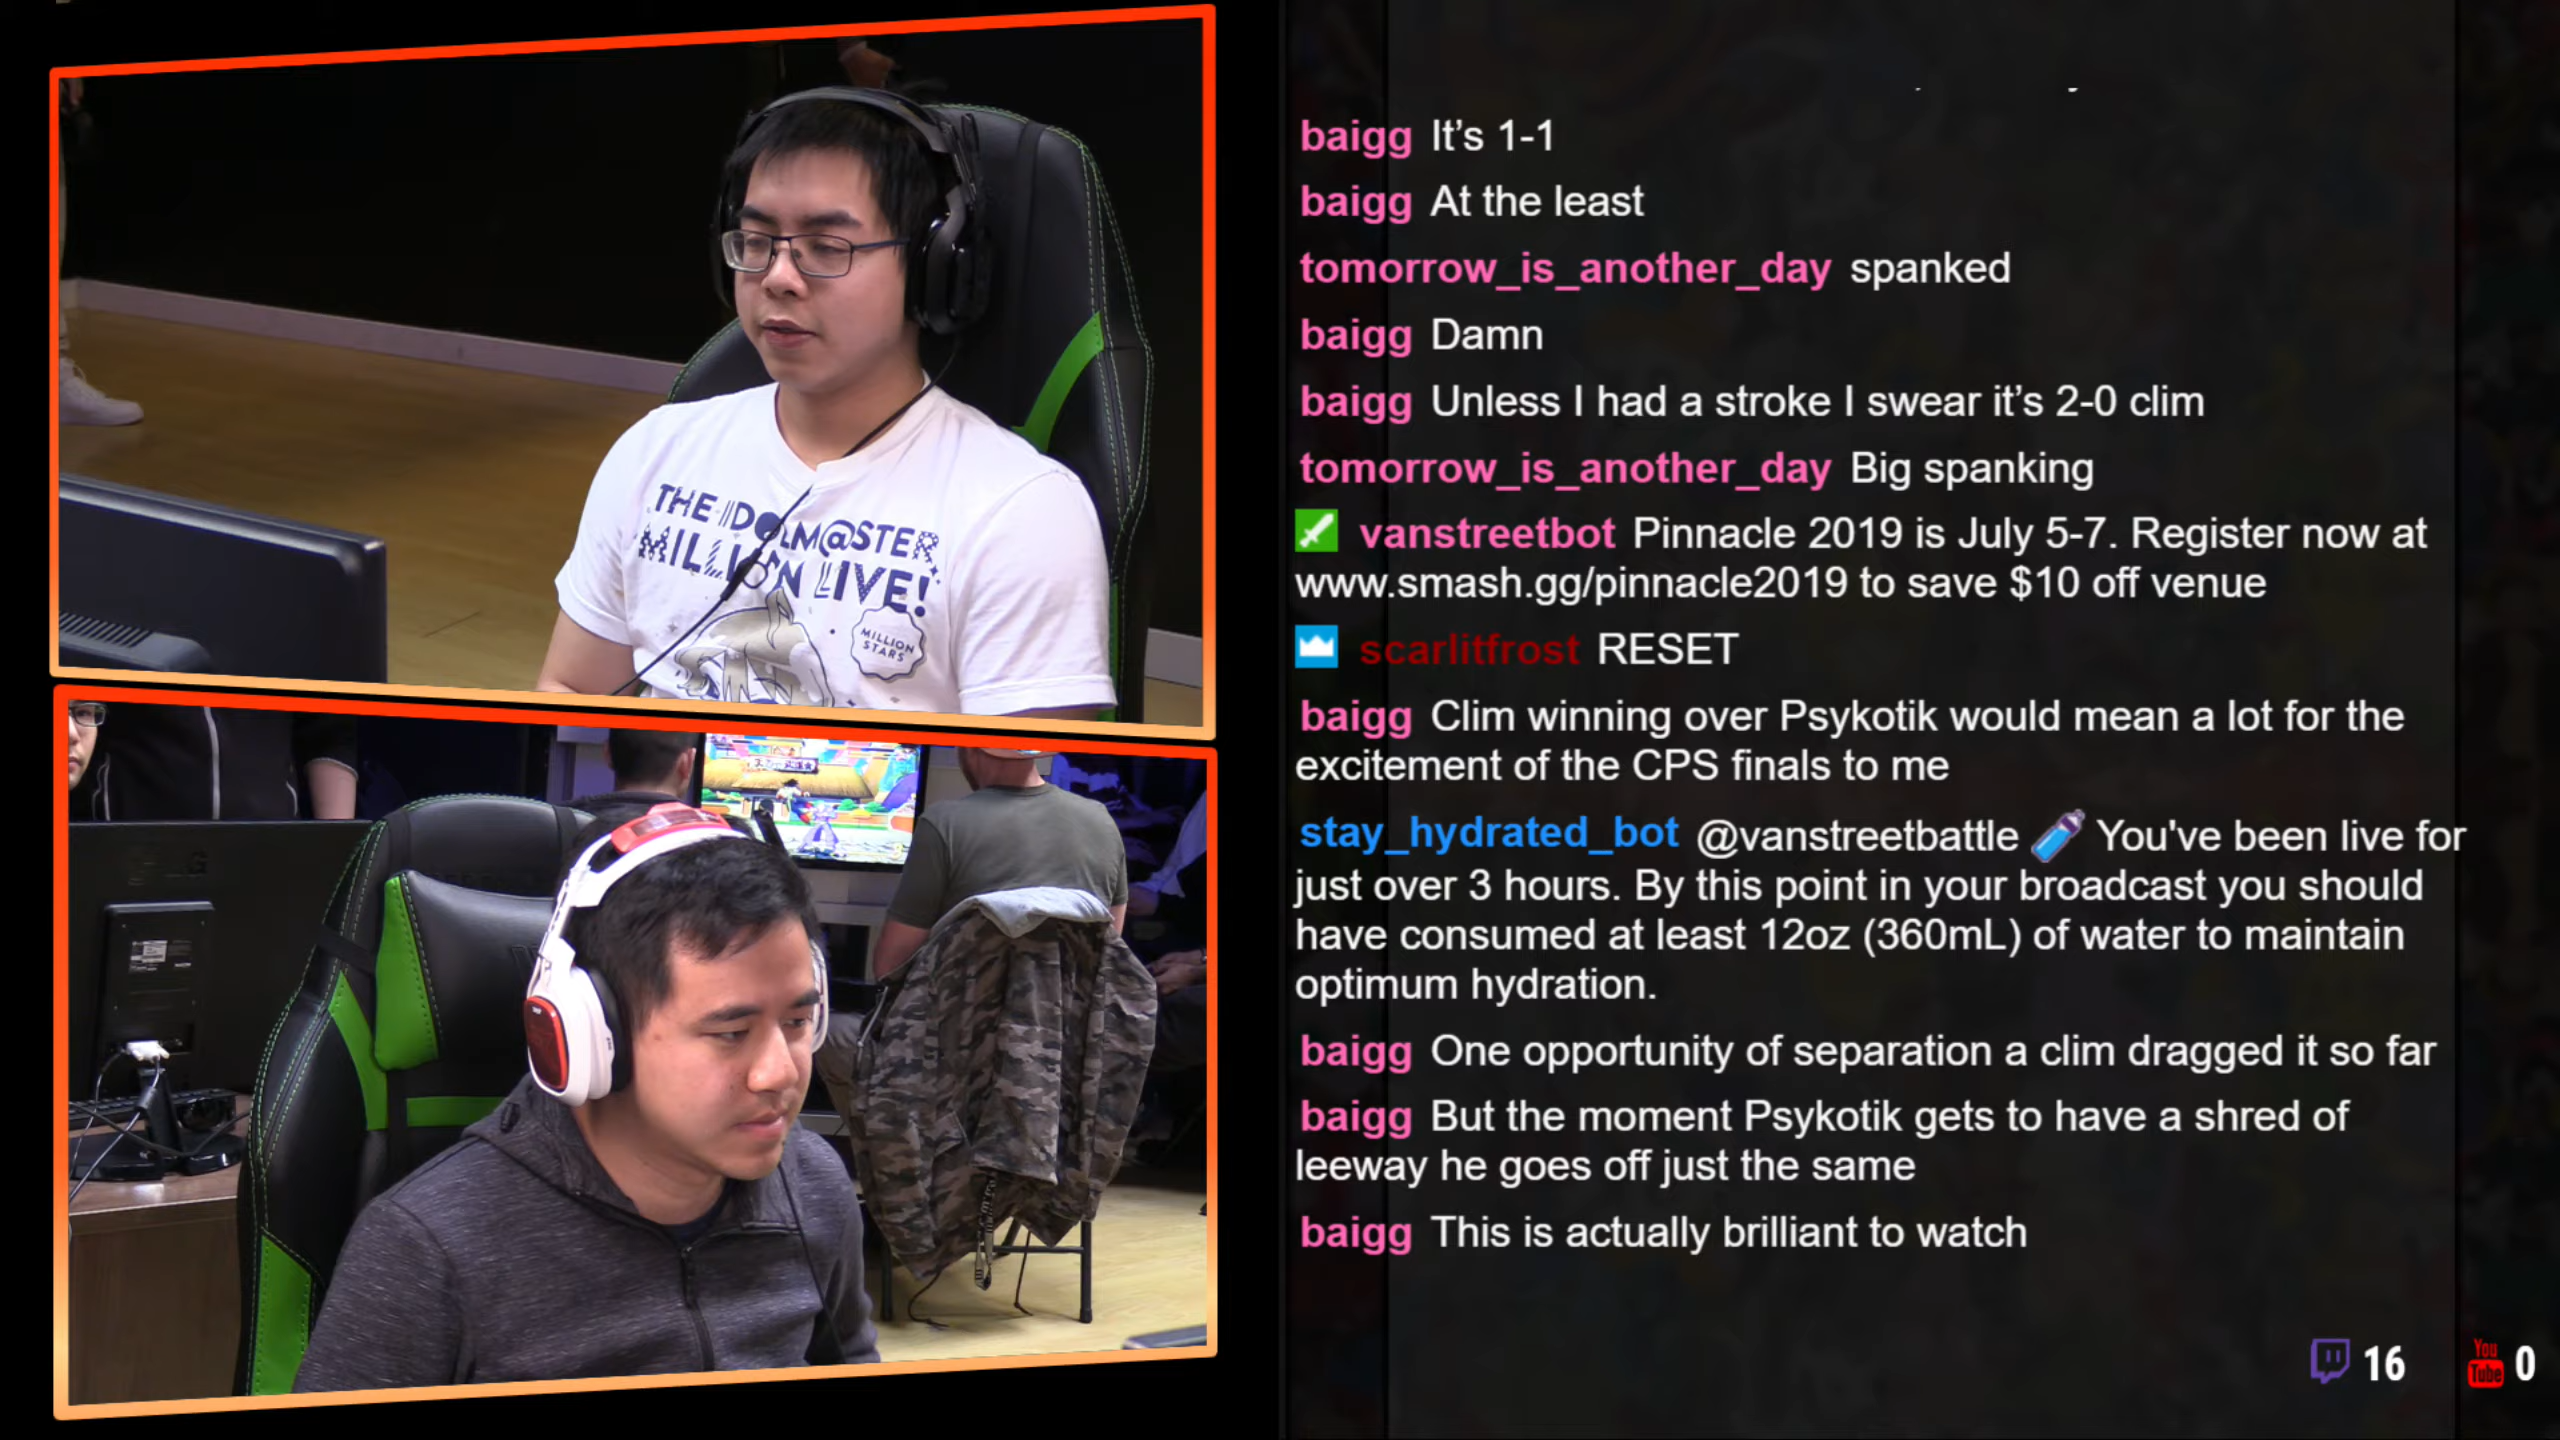 THE IDOLM@STER
MILLION LIVE!
MILLION
STARS
baigg It’s 1-1
baigg At the least
tomorrow_is_another_day spanked
baigg Damn
baigg Unless I had a stroke I swear it’s 2-0 clim
tomorrow_is_another_day Big spanking
vanstreetbot Pinnacle 2019 is July 5-7. Register now at
www.smash.gg/pinnacle2019 to save $10 off venue
scarlitfrost RESET
baigg Clim winning over Psykotik would mean a lot for the
excitement of the CPS finals to me
stay_hydrated_bot @vanstreetbattle You've been live for
just over 3 hours. By this point in your broadcast you should
have consumed at least 12oz (360mL) of water to maintain
optimum hydration.
baigg One opportunity of separation a clim dragged it so far
baigg But the moment Psykotik gets to have a shred of
leeway he goes off just the same
baigg This is actually brilliant to watch
16 You Tube 0